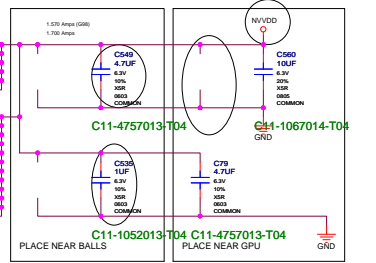 1.570 Amps (G98)
1.700 Amps
NVVDD
C549
4.7UF
6.3V
10%
X5R
0603
COMMON
C560
10UF
6.3V
20%
X5R
0805
COMMON
C11-4757013-T04
C11-1067014-T04
GND
C535
1UF
6.3V
10%
X5R
0603
COMMON
C79
4.7UF
6.3V
10%
X5R
0603
COMMON
C11-1052013-T04
C11-4757013-T04
PLACE NEAR BALLS
PLACE NEAR GPU
GND